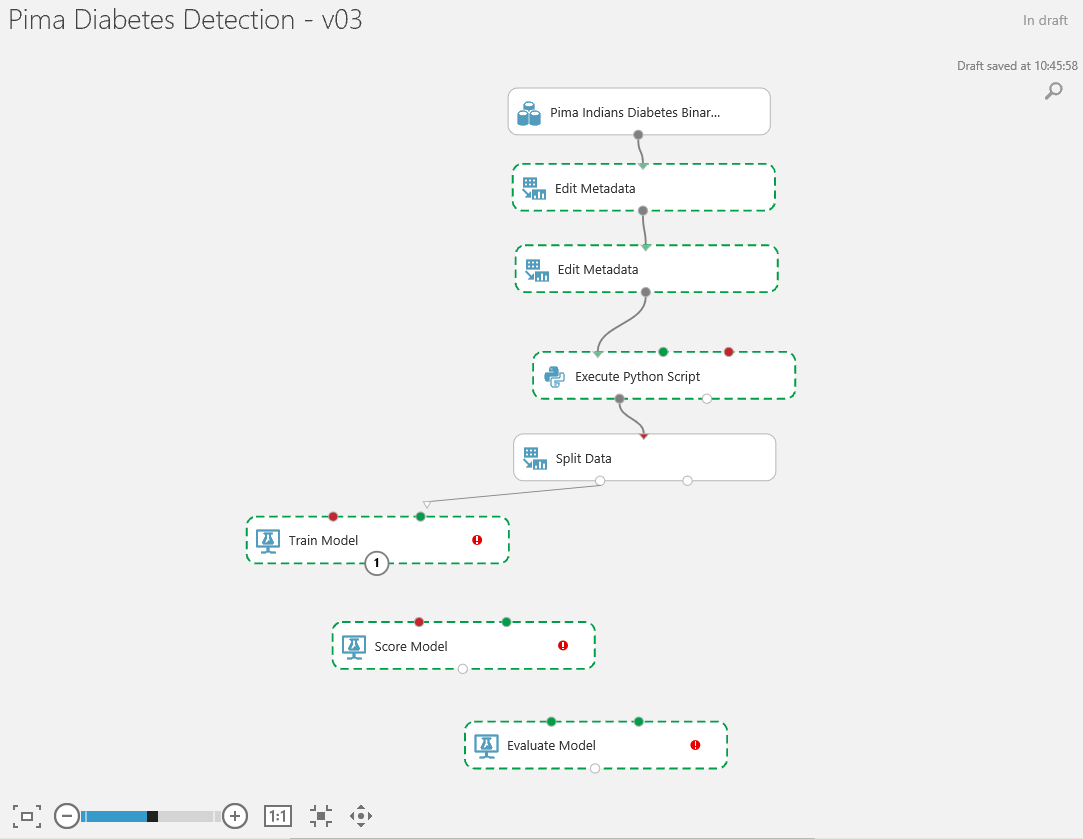 Pima Diabetes Detection - v03
In draft
Draft saved at 10:45:58
Pima Indians Diabetes Binar...
Edit Metadata
Edit Metadata
Execute Python Script
Split Data
Train Model
1
Score Model
Evaluate Model
1:1